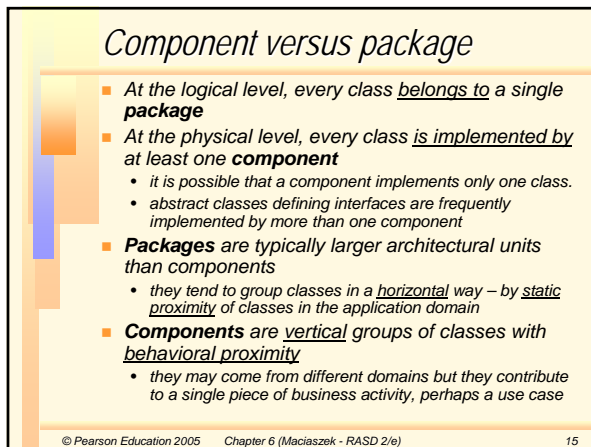 Component versus package
■ At the logical level, every class belongs to a single
package
■ At the physical level, every class is implemented by
at least one component
• it is possible that a component implements only one class.
• abstract classes defining interfaces are frequently
implemented by more than one component
■ Packages are typically larger architectural units
than components
• they tend to group classes in a horizontal way – by static
proximity of classes in the application domain
■ Components are vertical groups of classes with
behavioral proximity
• they may come from different domains but they contribute
to a single piece of business activity, perhaps a use case
© Pearson Education 2005 Chapter 6 (Maciaszek - RASD 2/e) 15